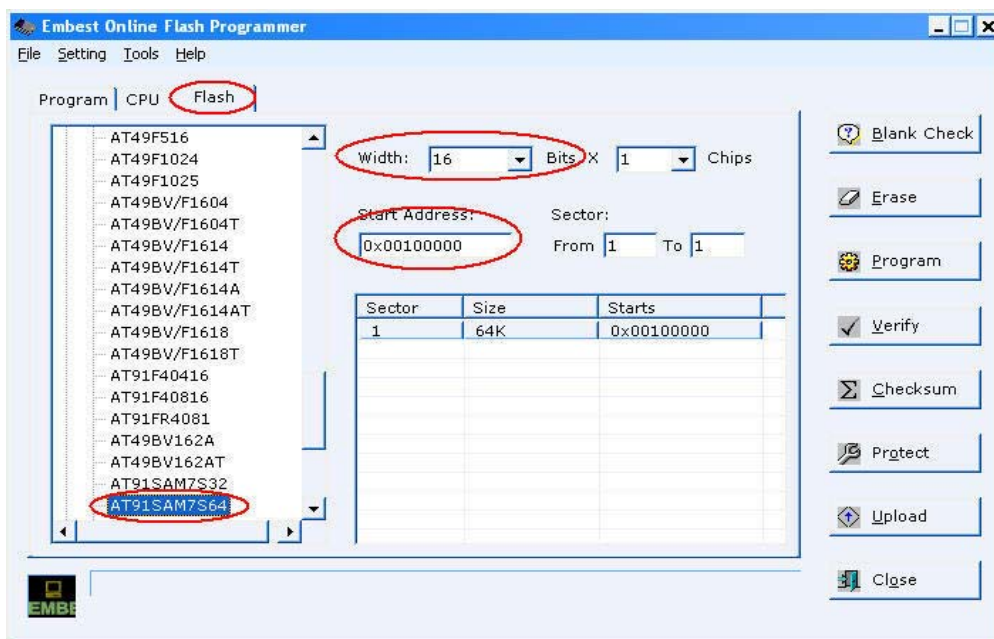 Embest Online Flash Programmer
File Setting Tools Help
Program CPU Flash
AT49F516
AT49F1024
AT49F1025
AT49BV/F1604
AT49BV/F1604T
AT49BV/F1614
AT49BV/F1614T
AT49BV/F1614A
AT49BV/F1614AT
AT49BV/F1618
AT49BV/F1618T
AT91F40416
AT91F40816
AT91FR4081
AT49BV162A
AT49BV162AT
AT91SAM7S32
AT91SAM7S64
Width: 16 Bits X 1 Chips
Start Address: Sector:
0x00100000 From 1 To 1
Sector Size Starts
1 64K 0x00100000
Blank Check
Erase
Program
Verify
Checksum
Protect
Upload
Close
EMBE